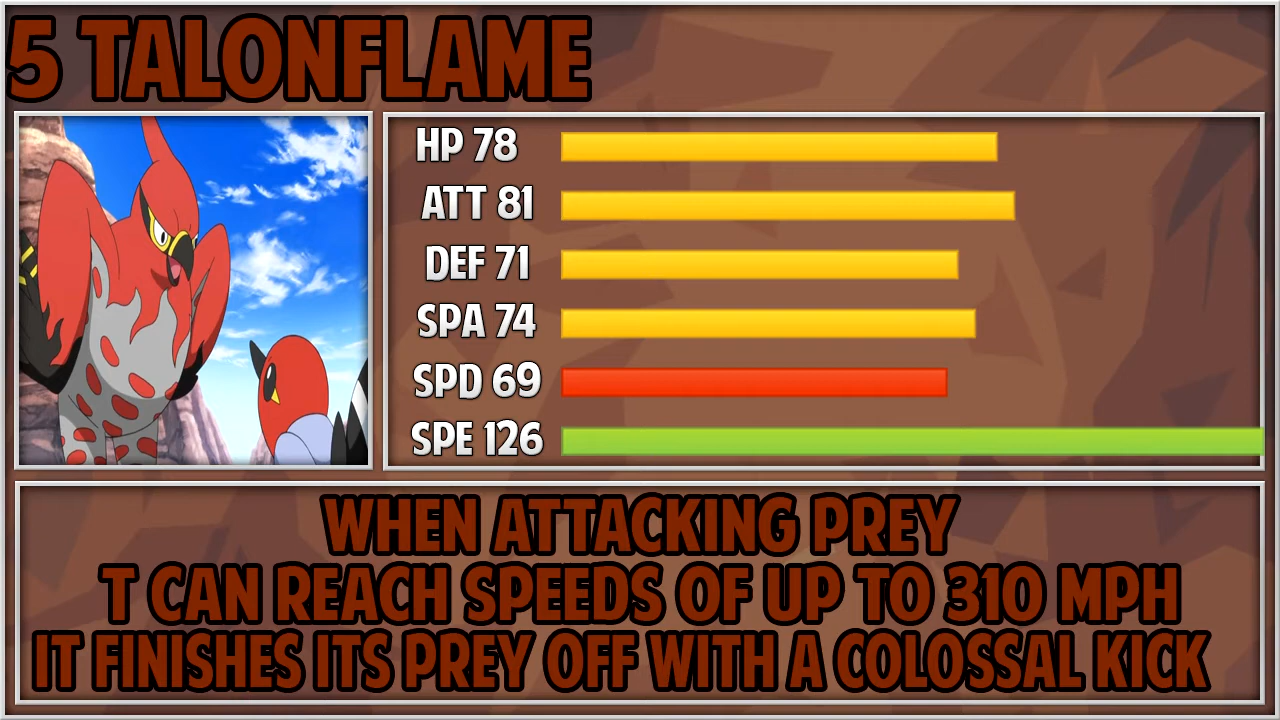 5 TALONFLAME
HP 78
ATT 81
DEF 71
SPA 74
SPD 69
SPE 126
WHEN ATTACKING PREY
T CAN REACH SPEEDS OF UP TO 310 MPH
IT FINISHES ITS PREY OFF WITH A COLOSSAL KICK